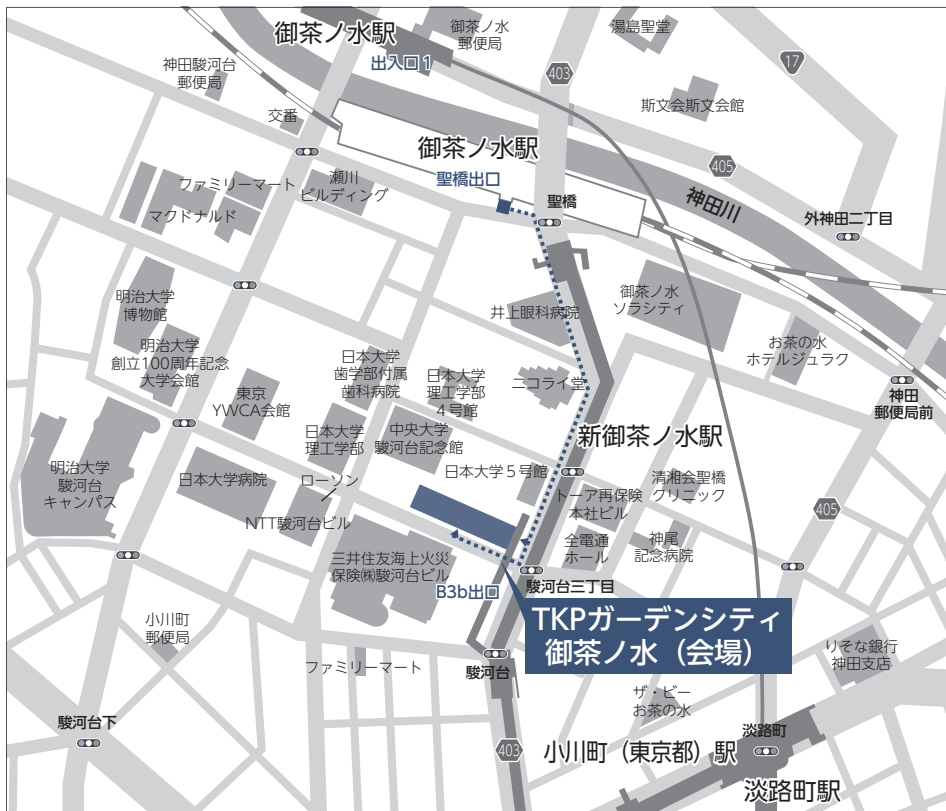 御茶ノ水駅
出入口1
御茶ノ水
郵便局
湯島聖堂
403
17
神田駿河台
郵便局
斯文会斯文会館
交番
御茶ノ水駅
405
聖橋出口
瀬川
ビルディング
ファミリーマート
マクドナルド
聖橋
神田川
外神田二丁目
明治大学
博物館
井上眼科病院
御茶ノ水
ソラシティ
明治大学
創立100周年記念
大学会館
日本大学
歯学部付属
歯科病院
日本大学
理工学部
4号館
ニコライ堂
お茶の水
ホテルジュラク
東京
YWCA会館
神田
郵便局前
日本大学
理工学部
中央大学
駿河台記念館
新御茶ノ水駅
明治大学
駿河台
キャンパス
日本大学病院
ローソン
日本大学5号館
トーア再保険
本社ビル
清湘会聖橋
クリニック
405
NTT駿河台ビル
全電通
ホール
神尾
記念病院
三井住友海上火災
保険㈱駿河台ビル
B3b出口
駿河台三丁目
TKPガーデンシティ
御茶ノ水（会場）
小川町
郵便局
ファミリーマート
駿河台
りそな銀行
神田支店
ザ・ビー
お茶の水
駿河台下
403
淡路町
小川町（東京都）駅
淡路町駅